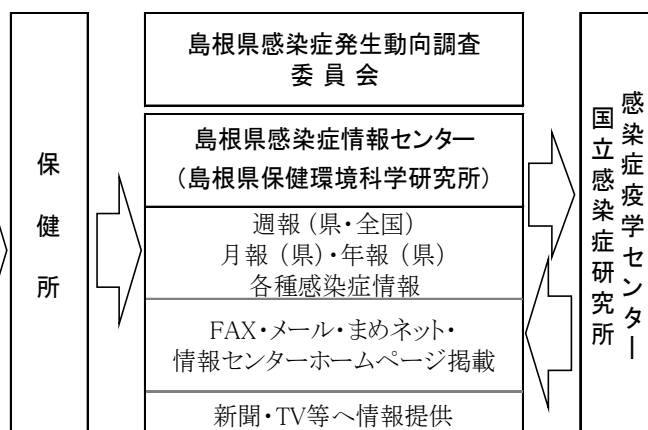 保健所
島根県感染症発生動向調査
委員会
島根県感染症情報センター
（島根県保健環境科学研究所）
週報（県・全国）
月報（県）・年報（県）
各種感染症情報
FAX・メール・まめネット・
情報センターホームページ掲載
新聞・TV等へ情報提供
感染症疫学センター
国立感染症研究所